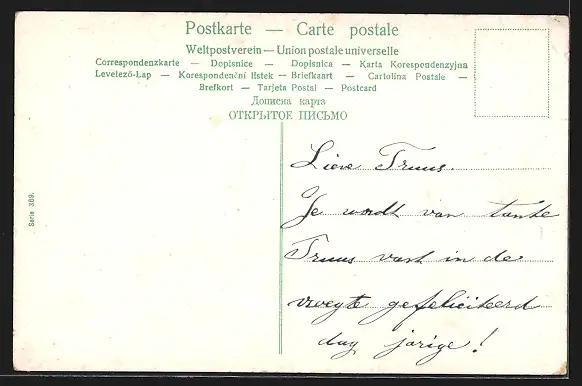 Postkarte — Carte postale
Weltpostverein — Union postale universelle
Correspondenzkarte — Dopisnice — Dopisnica — Karta Korespondenzyjna
Levelező-Lap — Korespondenční lístek — Briefkaart — Cartolina Postale —
Brefkort — Tarjeta Postal — Postcard
Дописна карта
ОТКРЫТОЕ ПИСЬМО
Serie 369.
Lieve Truus.
Je wordt van tante
Truus vast in de
vroegte gefeliciteerd
dag jarige!